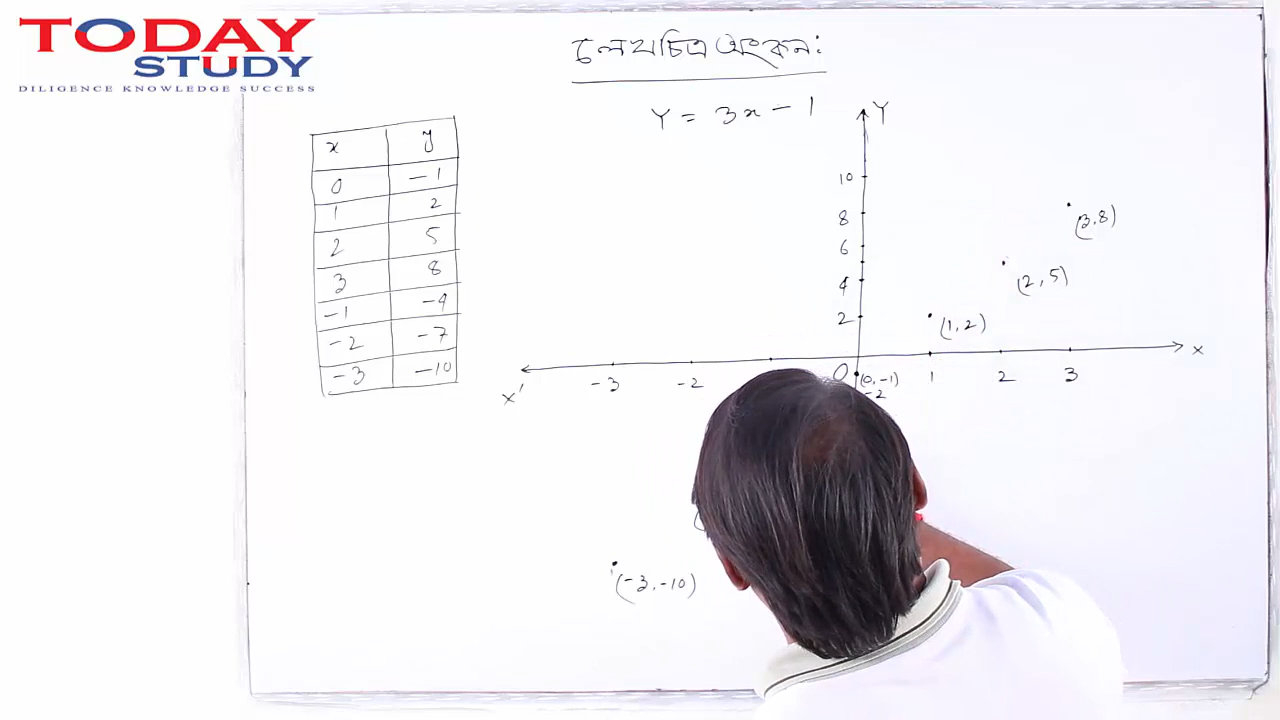 TODAY
STUDY
DILIGENCE KNOWLEDGE SUCCESS
লেখচিত্র অংকন:
Y = 3x - 1
x y
0 -1
1 2
2 5
3 8
-1 -4
-2 -7
-3 -10
Y
10
8
6
4
2
(3,8)
(2,5)
(1,2)
X' -3 -2 O 1 2 3 X
(0,-1)
-2
(-3,-10)